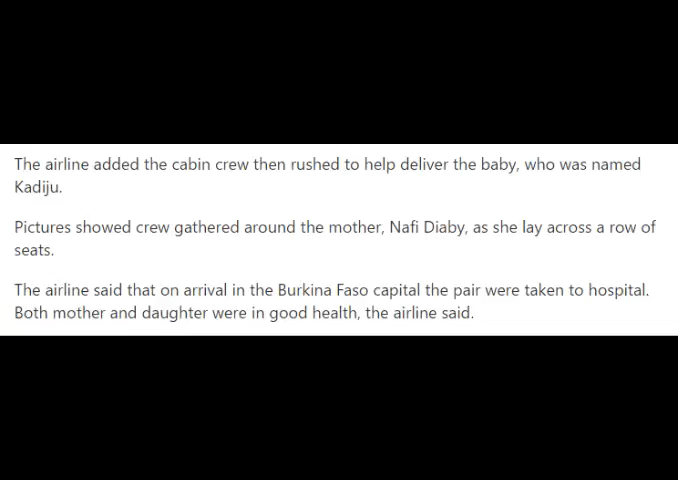 The airline added the cabin crew then rushed to help deliver the baby, who was named
Kadiju.
Pictures showed crew gathered around the mother, Nafi Diaby, as she lay across a row of
seats.
The airline said that on arrival in the Burkina Faso capital the pair were taken to hospital.
Both mother and daughter were in good health, the airline said.